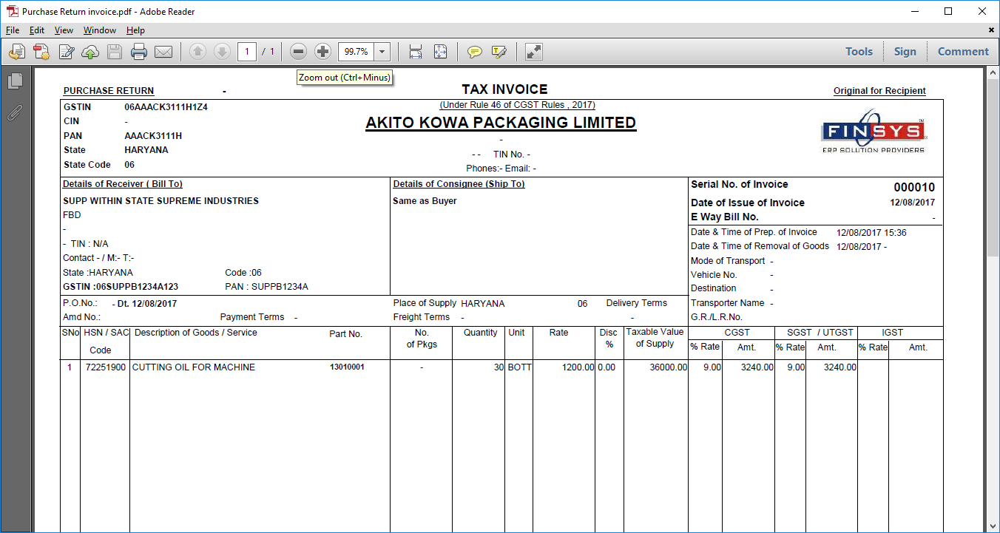 Purchase Return invoice.pdf - Adobe Reader
File Edit View Window Help
1 / 1 99.7% Tools Sign Comment
Zoom out (Ctrl+Minus)
PURCHASE RETURN - TAX INVOICE Original for Recipient
(Under Rule 46 of CGST Rules , 2017)
GSTIN 06AAACK3111H1Z4
CIN -
PAN AAACK3111H
State HARYANA
State Code 06
AKITO KOWA PACKAGING LIMITED
-
- - TIN No. -
Phones:- Email: -
FINSYS
TM
ERP SOLUTION PROVIDERS
Details of Receiver ( Bill To)
SUPP WITHIN STATE SUPREME INDUSTRIES
FBD
-
- TIN : N/A
Contact - / M:- T:-
State :HARYANA Code :06
GSTIN :06SUPPB1234A123 PAN : SUPPB1234A
Details of Consignee (Ship To)
Same as Buyer
Serial No. of Invoice 000010
Date of Issue of Invoice 12/08/2017
E Way Bill No. -
Date & Time of Prep. of Invoice 12/08/2017 15:36
Date & Time of Removal of Goods 12/08/2017 -
Mode of Transport -
Vehicle No. -
Destination -
Transporter Name -
G.R./L.R.No.
P.O.No.: - Dt. 12/08/2017
Amd No.: Payment Terms -
Place of Supply HARYANA 06 Delivery Terms
Freight Terms - -
SNo HSN / SAC Description of Goods / Service Part No. No. Quantity Unit Rate Disc Taxable Value CGST SGST / UTGST IGST
Code of Pkgs % of Supply % Rate Amt. % Rate Amt. % Rate Amt.
1 72251900 CUTTING OIL FOR MACHINE 13010001 - 30 BOTT 1200.00 0.00 36000.00 9.00 3240.00 9.00 3240.00